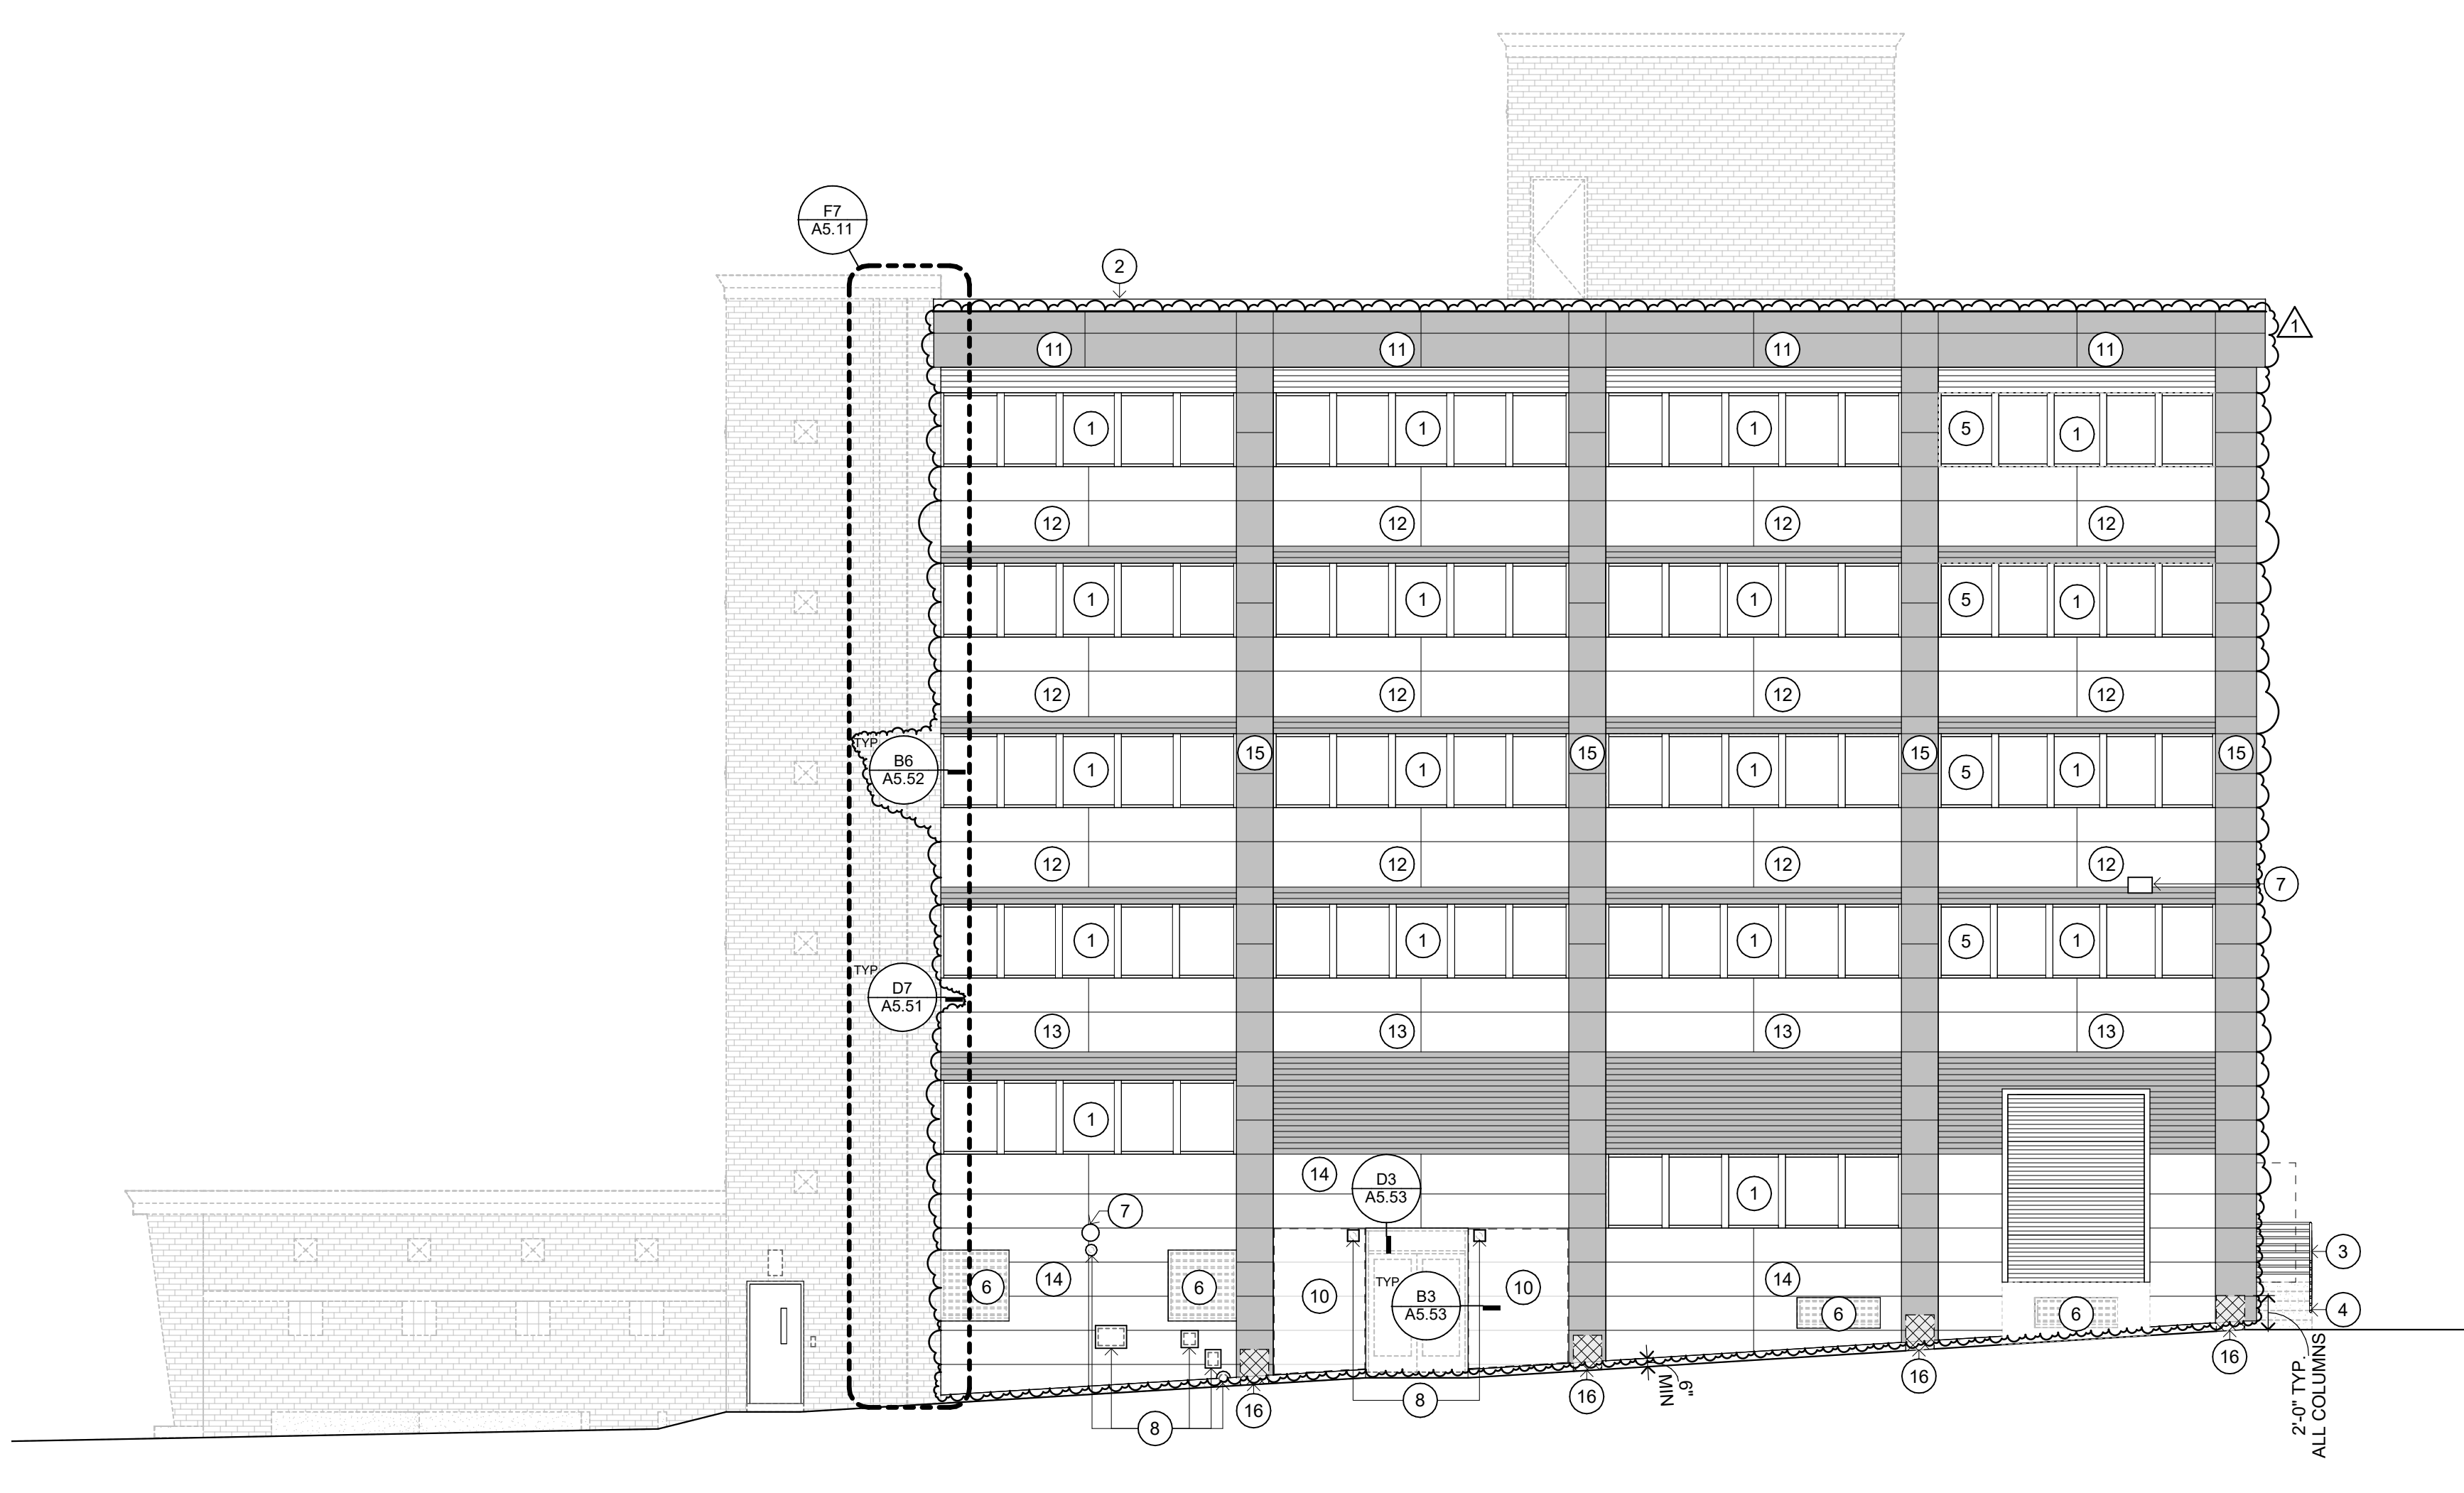 F7
A5.11
2
1
11 11 11 11
1 1 1 5 1
12 12 12 12
1 1 1 5 1
12 12 12 12
TYP
B6
A5.52
15 15 15 15
1 1 1 5 1
12 12 12 12
7
1 1 1 5 1
TYP
D7
A5.51
13 13 13 13
1
14
D3
A5.53
1
7
3
6 14 6 10
TYP
B3
A5.53
10 14 6 6
4
16
2'-0" TYP.
ALL COLUMNS
16
6"
MIN
16
8
16
8